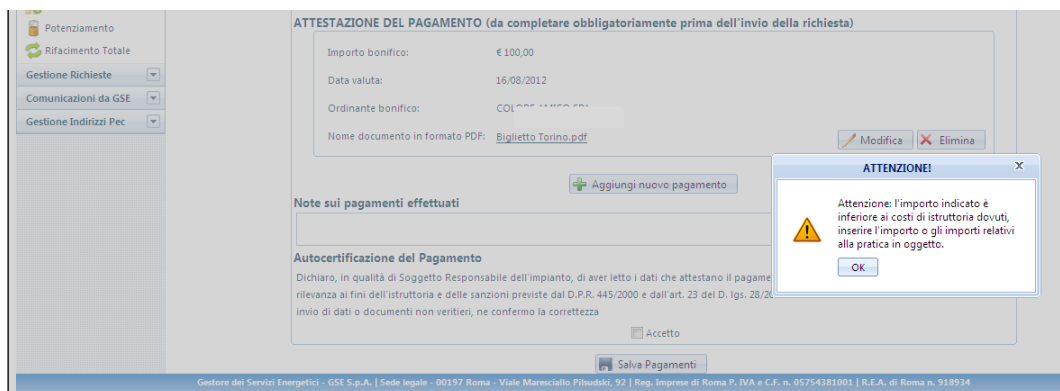 Potenziamento
Rifacimento Totale
Gestione Richieste
Comunicazioni da GSE
Gestione Indirizzi Pec
ATTESTAZIONE DEL PAGAMENTO (da completare obbligatoriamente prima dell'invio della richiesta)
Importo bonifico: € 100,00
Data valuta: 16/08/2012
Ordinante bonifico:
Nome documento in formato PDF: Biglietto Torino.pdf
Modifica Elimina
Aggiungi nuovo pagamento
Note sui pagamenti effettuati
ATTENZIONE! X
Attenzione: l'importo indicato è
inferiore ai costi di istruttoria dovuti,
inserire l'importo o gli importi relativi
alla pratica in oggetto.
OK
Autocertificazione del Pagamento
Dichiaro, in qualità di Soggetto Responsabile dell'impianto, di aver letto i dati che attestano il pagame
rilevanza ai fini dell'istruttoria e delle sanzioni previste dal D.P.R. 445/2000 e dall'art. 23 del D. lgs. 28/20
invio di dati o documenti non veritieri, ne confermo la correttezza
Accetto
Salva Pagamenti
Gestore dei Servizi Energetici - GSE S.p.A. | Sede legale - 00197 Roma - Viale Maresciallo Pilsudski, 92 | Reg. Imprese di Roma P. IVA e C.F. n. 05754381001 | R.E.A. di Roma n. 918934